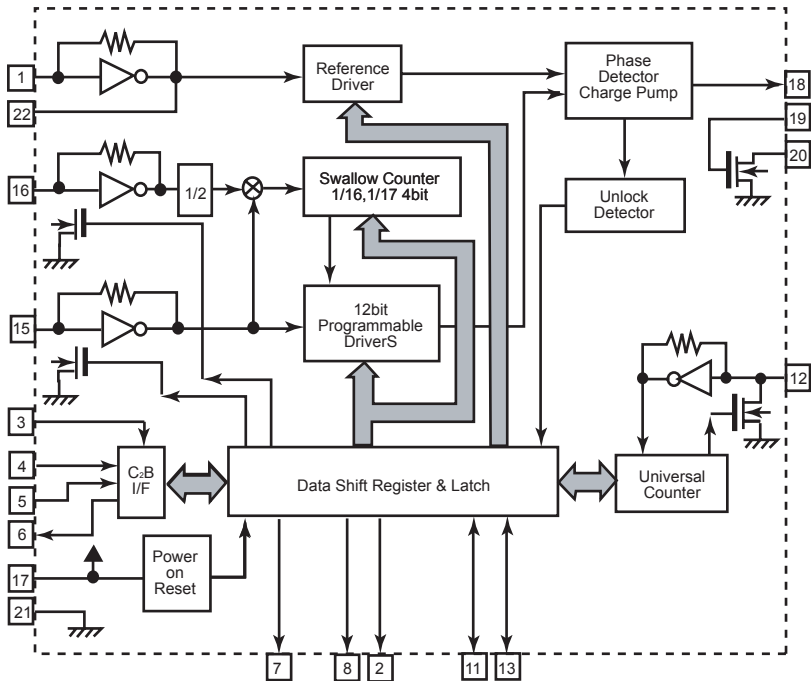 1
22
16
15
3
4
5
6
17
21
Reference
Driver
Phase
Detector
Charge Pump
18
19
20
1/2
Swallow Counter
1/16,1/17 4bit
Unlock
Detector
12bit
Programmable
DriverS
12
C₂B
I/F
Data Shift Register & Latch
Universal
Counter
Power
on
Reset
7
8
2
11
13